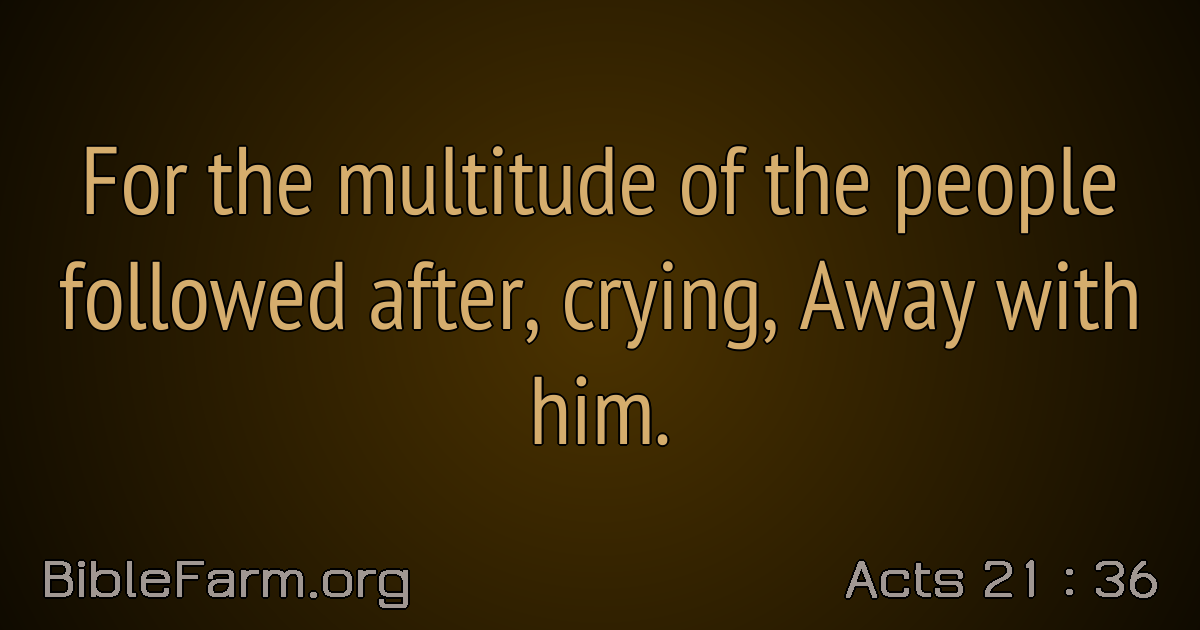 For the multitude of the people
followed after, crying, Away with
him.
BibleFarm.org
Acts 21 : 36